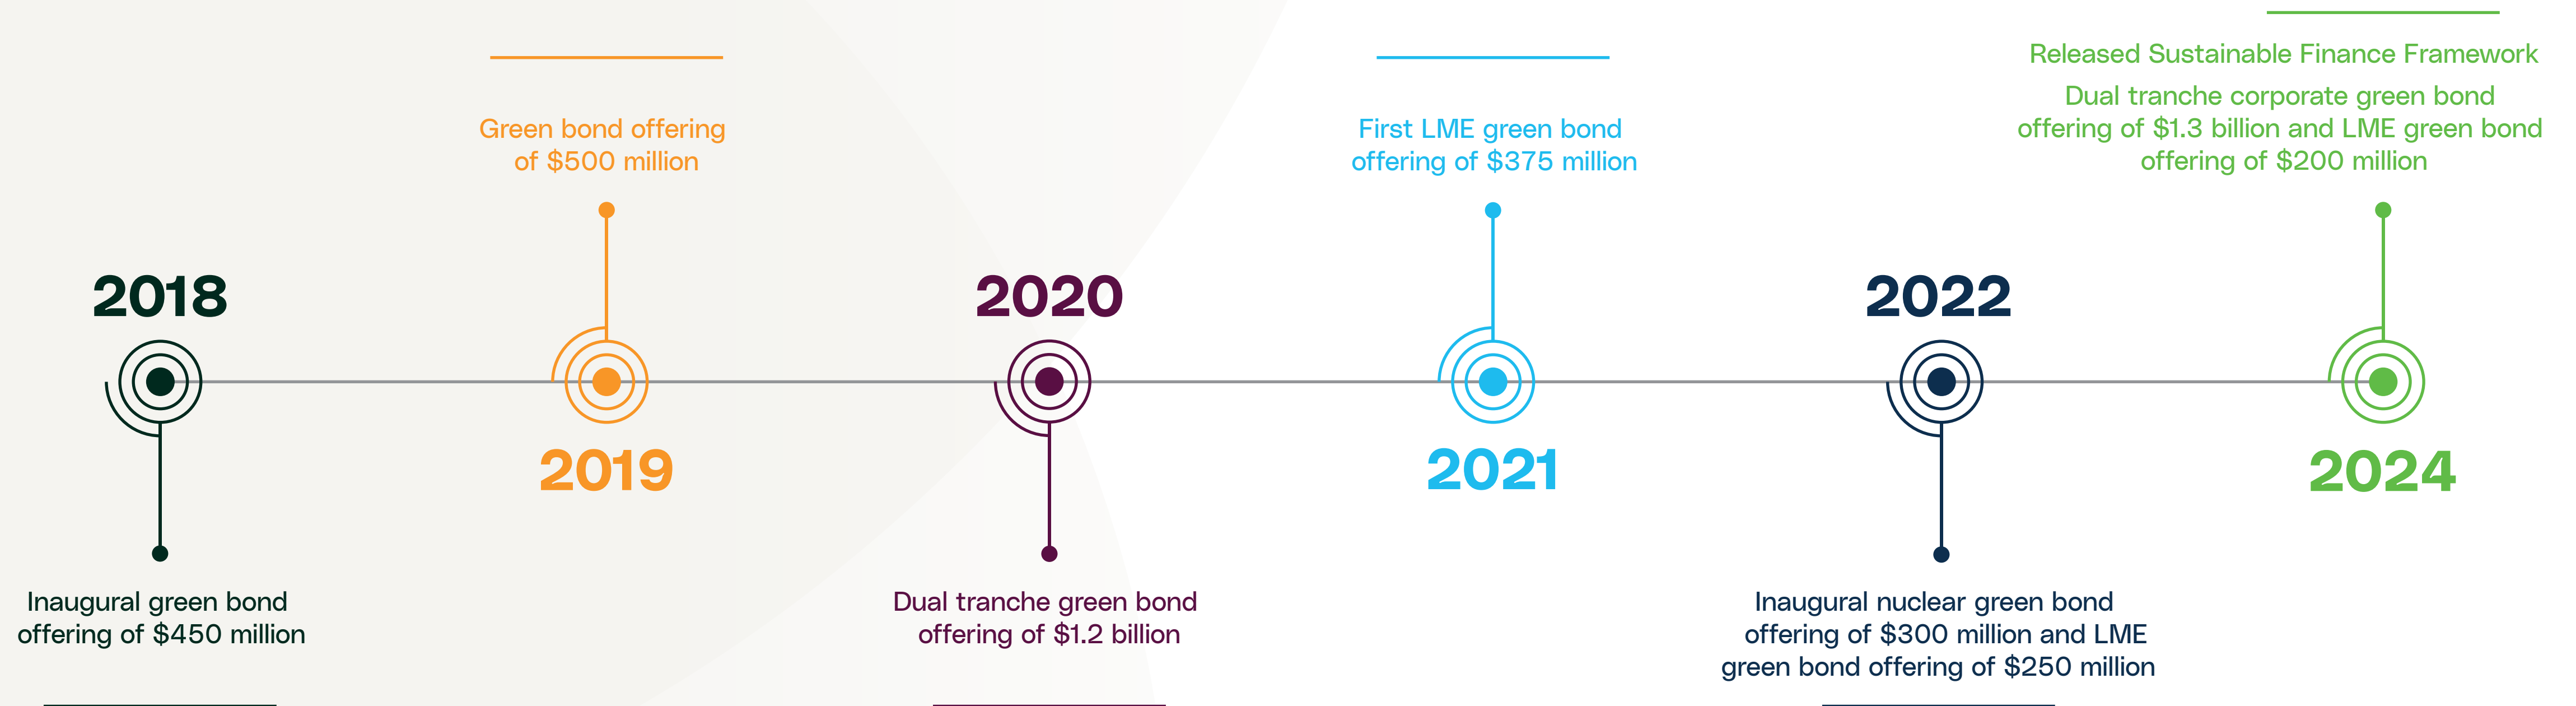 2018
Inaugural green bond
offering of $450 million
Green bond offering
of $500 million
2019
2020
Dual tranche green bond
offering of $1.2 billion
First LME green bond
offering of $375 million
2021
2022
Inaugural nuclear green bond
offering of $300 million and LME
green bond offering of $250 million
Released Sustainable Finance Framework
Dual tranche corporate green bond
offering of $1.3 billion and LME green bond
offering of $200 million
2024